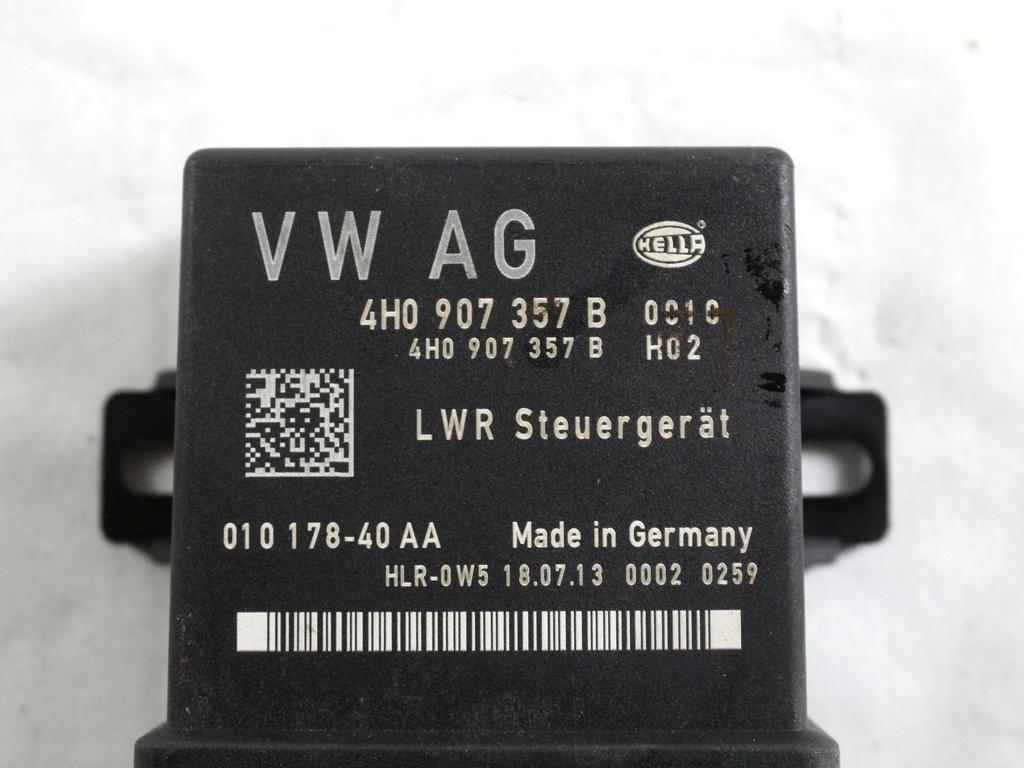 VW AG HELLA
4H0 907 357 B 0010
4H0 907 357 B H02
LWR Steuergerät
010 178-40 AA Made in Germany
HLR-0W5 18.07.13 0002 0259